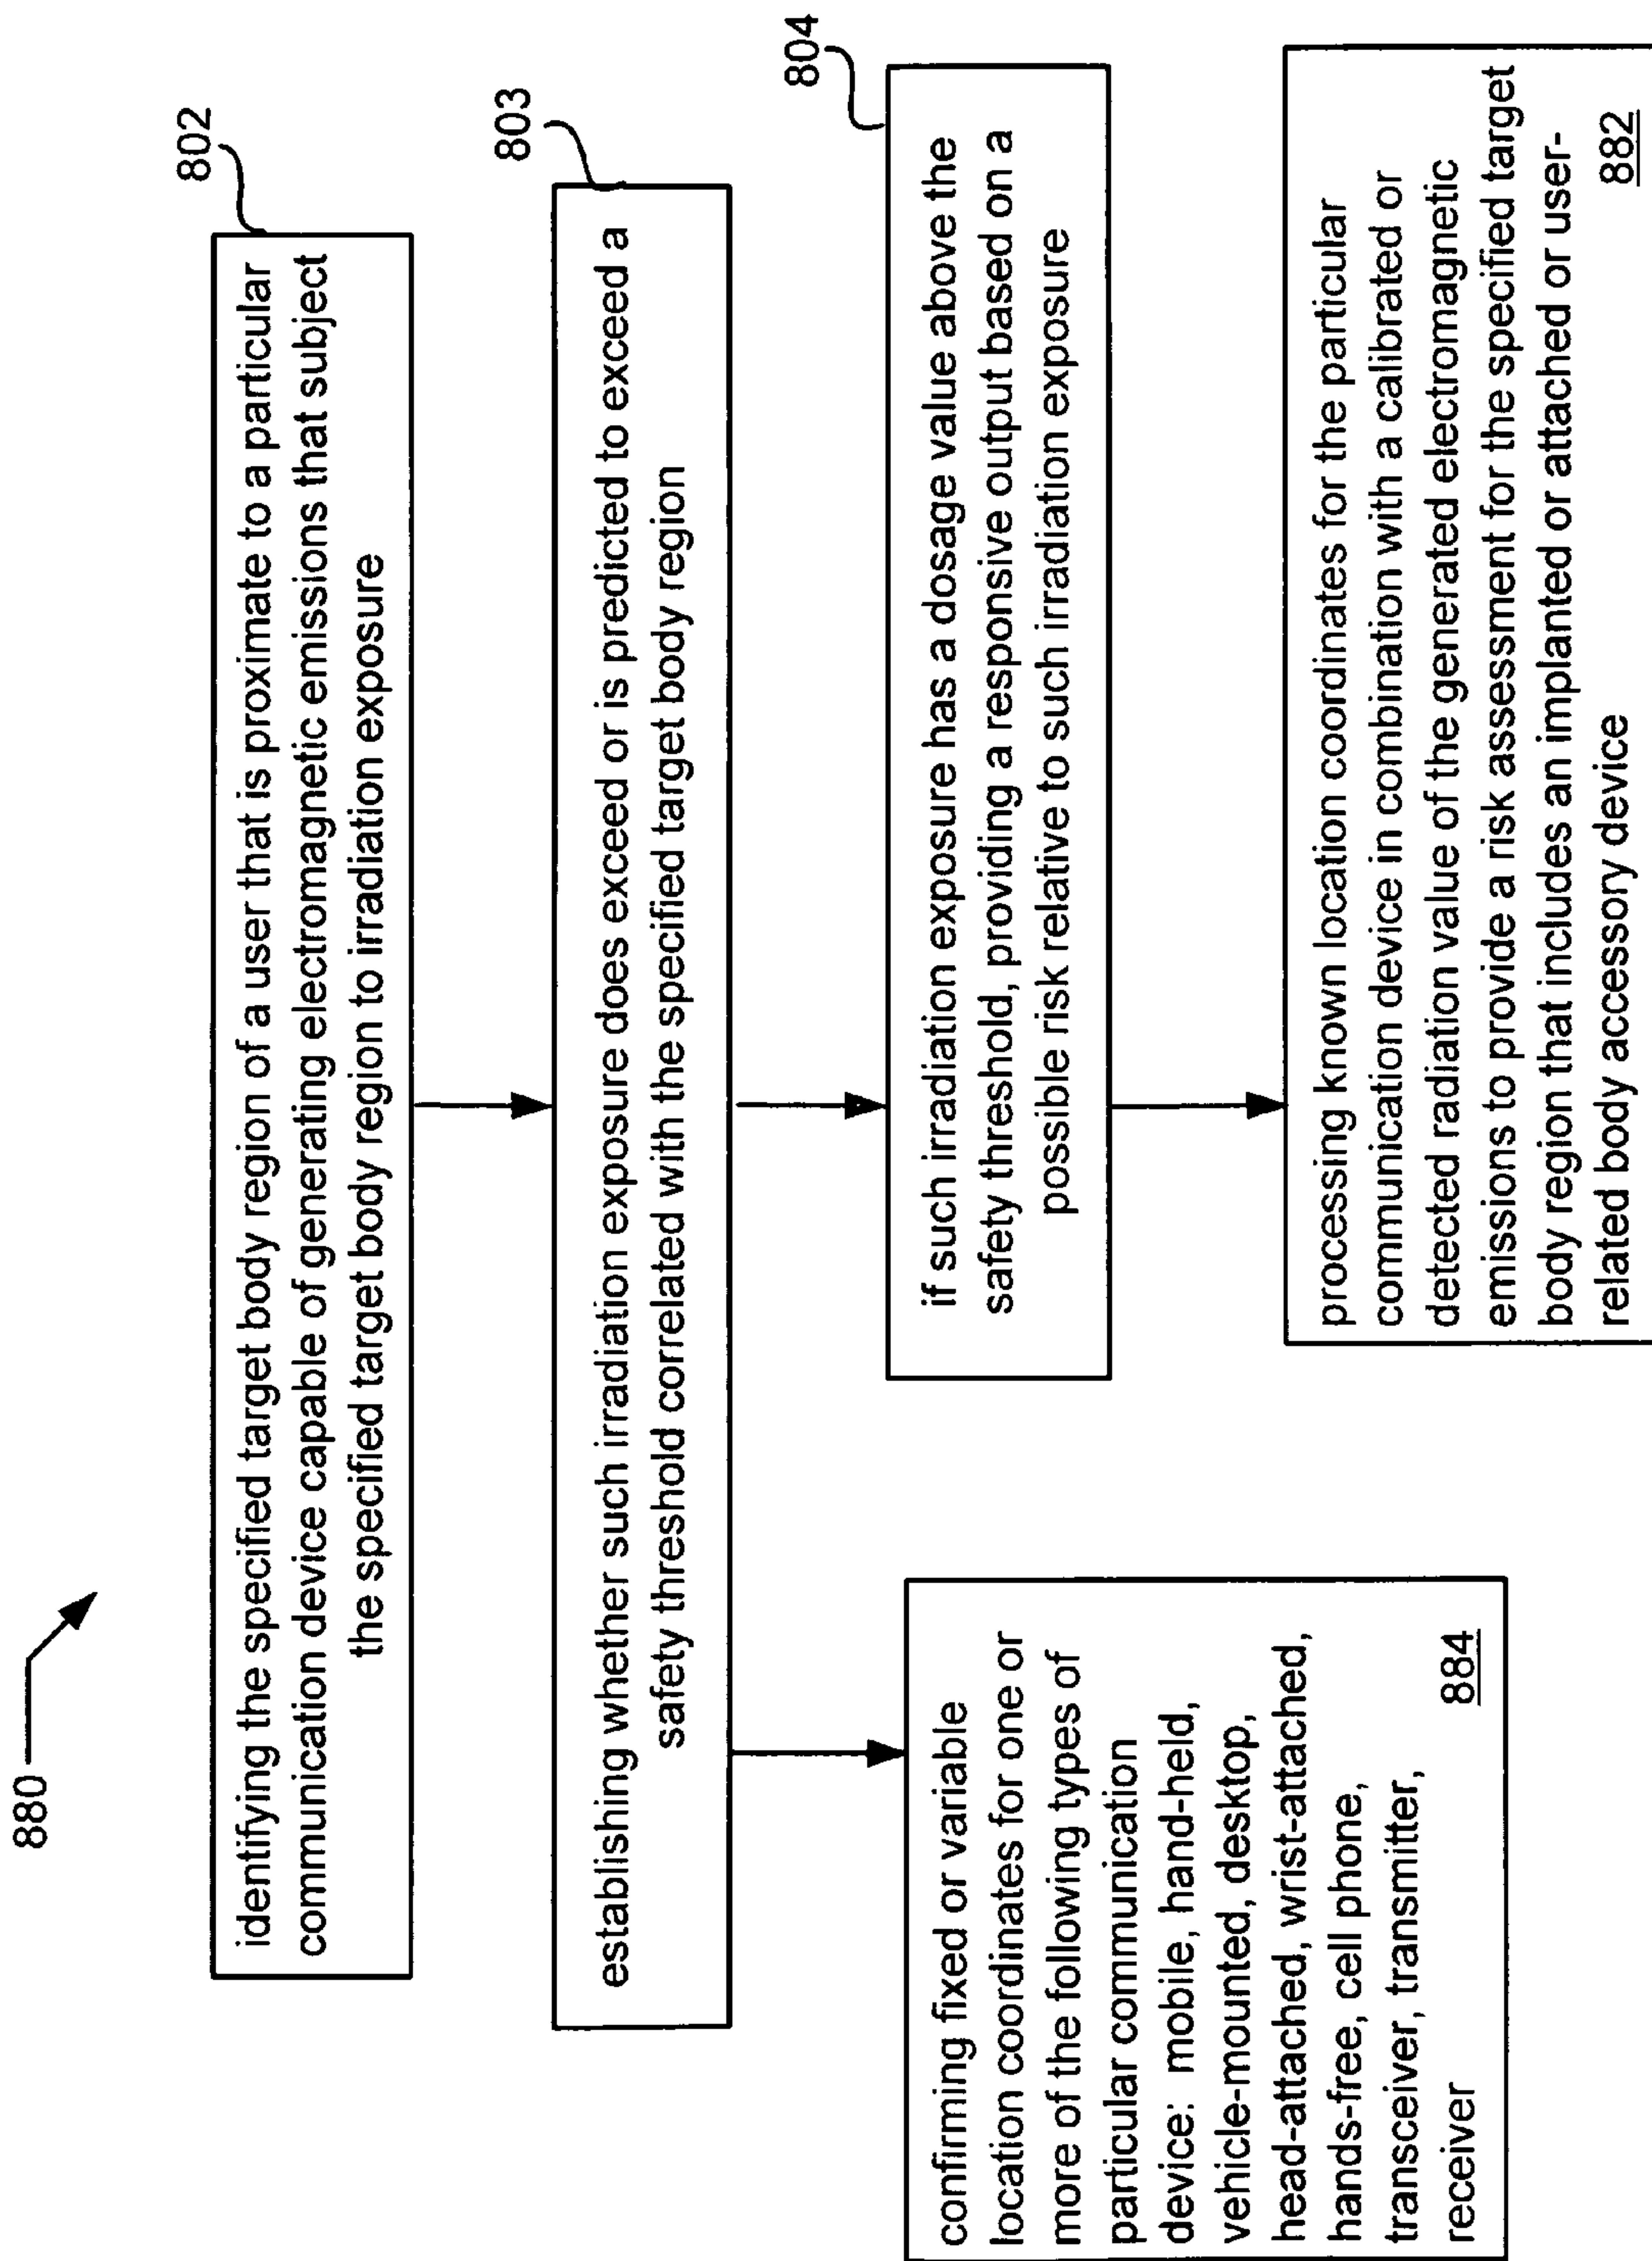 880
802
identifying the specified target body region of a user that is proximate to a particular
communication device capable of generating electromagnetic emissions that subject
the specified target body region to irradiation exposure
803
establishing whether such irradiation exposure does exceed or is predicted to exceed a
safety threshold correlated with the specified target body region
804
if such irradiation exposure has a dosage value above the
safety threshold, providing a responsive output based on a
possible risk relative to such irradiation exposure
confirming fixed or variable
location coordinates for one or
more of the following types of
particular communication
device: mobile, hand-held,
vehicle-mounted, desktop,
head-attached, wrist-attached,
hands-free, cell phone,
transceiver, transmitter,
receiver
884
processing known location coordinates for the particular
communication device in combination with a calibrated or
detected radiation value of the generated electromagnetic
emissions to provide a risk assessment for the specified target
body region that includes an implanted or attached or user-
related body accessory device
882